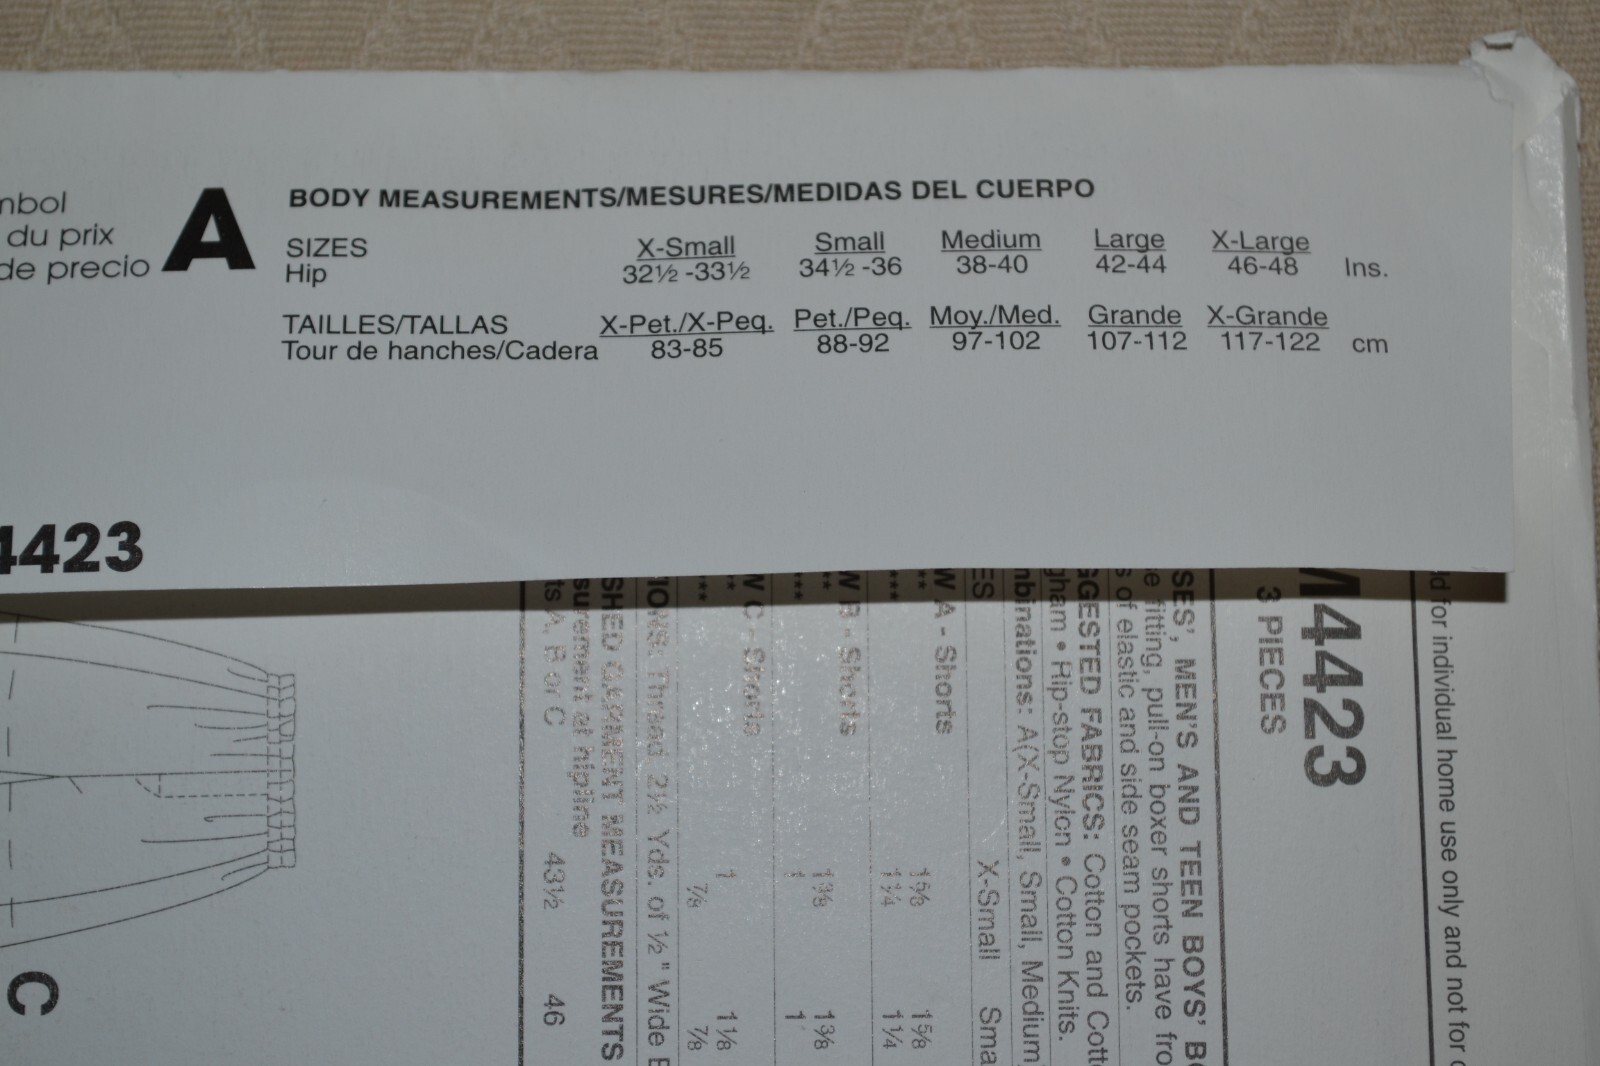 mbol
du prix
de precio
A
BODY MEASUREMENTS/MESURES/MEDIDAS DEL CUERPO
SIZES X-Small Small Medium Large X-Large
Hip 32½ -33½ 34½ -36 38-40 42-44 46-48 Ins.
TAILLES/TALLAS X-Pet./X-Peq. Pet./Peq. Moy./Med. Grande X-Grande
Tour de hanches/Cadera 83-85 88-92 97-102 107-112 117-122 cm
4423
for individual home use only and not for
M4423
3 PIECES
SES', MEN'S AND TEEN BOYS' B
e fitting, pull-on boxer shorts have fro
s of elastic and side seam pockets.
GGESTED FABRICS: Cotton and Cott
gham • Rip-stop Nylon • Cotton Knits.
mbinations: A(X-Small, Small, Medium
ES X-Small Sma
W A - Shorts
** 1⅝ 1⅝
*** 1¼ 1¼
W B - Shorts
** 1⅜ 1⅜
*** 1 1
W C - Shorts
** 1 1⅛
*** ⅞ ⅞
IONS: Thread 2½ Yds. of ½" Wide E
SHED GARMENT MEASUREMENTS
surement at hipline
ts A, B or C 43½ 46
C